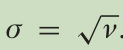 σ = √ν.